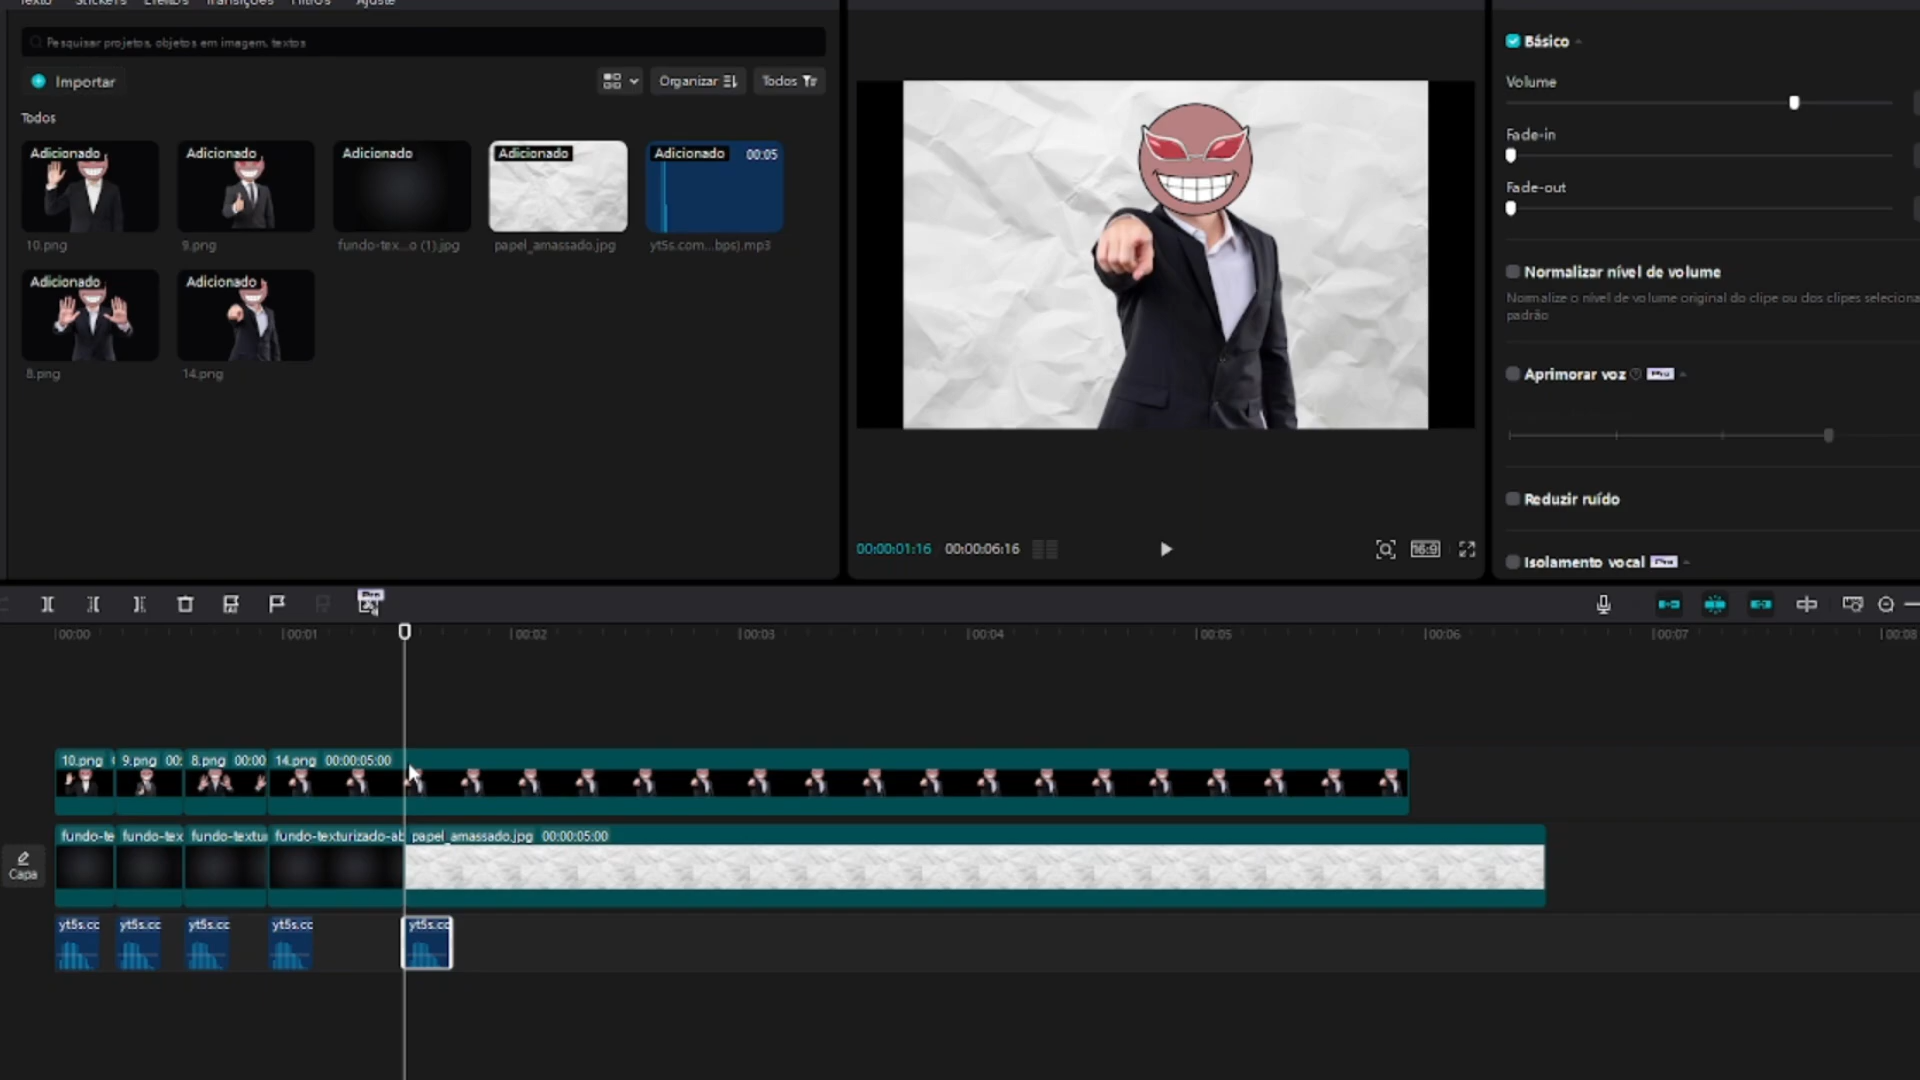 Texto Stickers Efeitos Transições Filtros Ajuste
Pesquisar projetos, objetos em imagem, textos
Importar
Organizar
Todos
Todos
Adicionado
Adicionado
Adicionado
Adicionado
Adicionado 00:05
10.png
9.png
fundo-tex...o (1).jpg
papel_amassado.jpg
yt5s.com...bps).mp3
Adicionado
Adicionado
8.png
14.png
00:00:01:16 00:00:06:16
16:9
Básico
Volume
Fade-in
Fade-out
Normalizar nível de volume
Normalize o nível de volume original do clipe ou dos clipes seleciona
padrão
Aprimorar voz Pro
Reduzir ruído
Isolamento vocal Pro
Pro
00:00 00:01 00:02 00:03 00:04 00:05 00:06 00:07 00:08
10.png 9.png 00: 8.png 00:00 14.png 00:00:05:00
Capa
fundo-te fundo-tex fundo-textu fundo-texturizado-ab papel_amassado.jpg 00:00:05:00
yt5s.cc yt5s.cc yt5s.cc yt5s.cc yt5s.cc